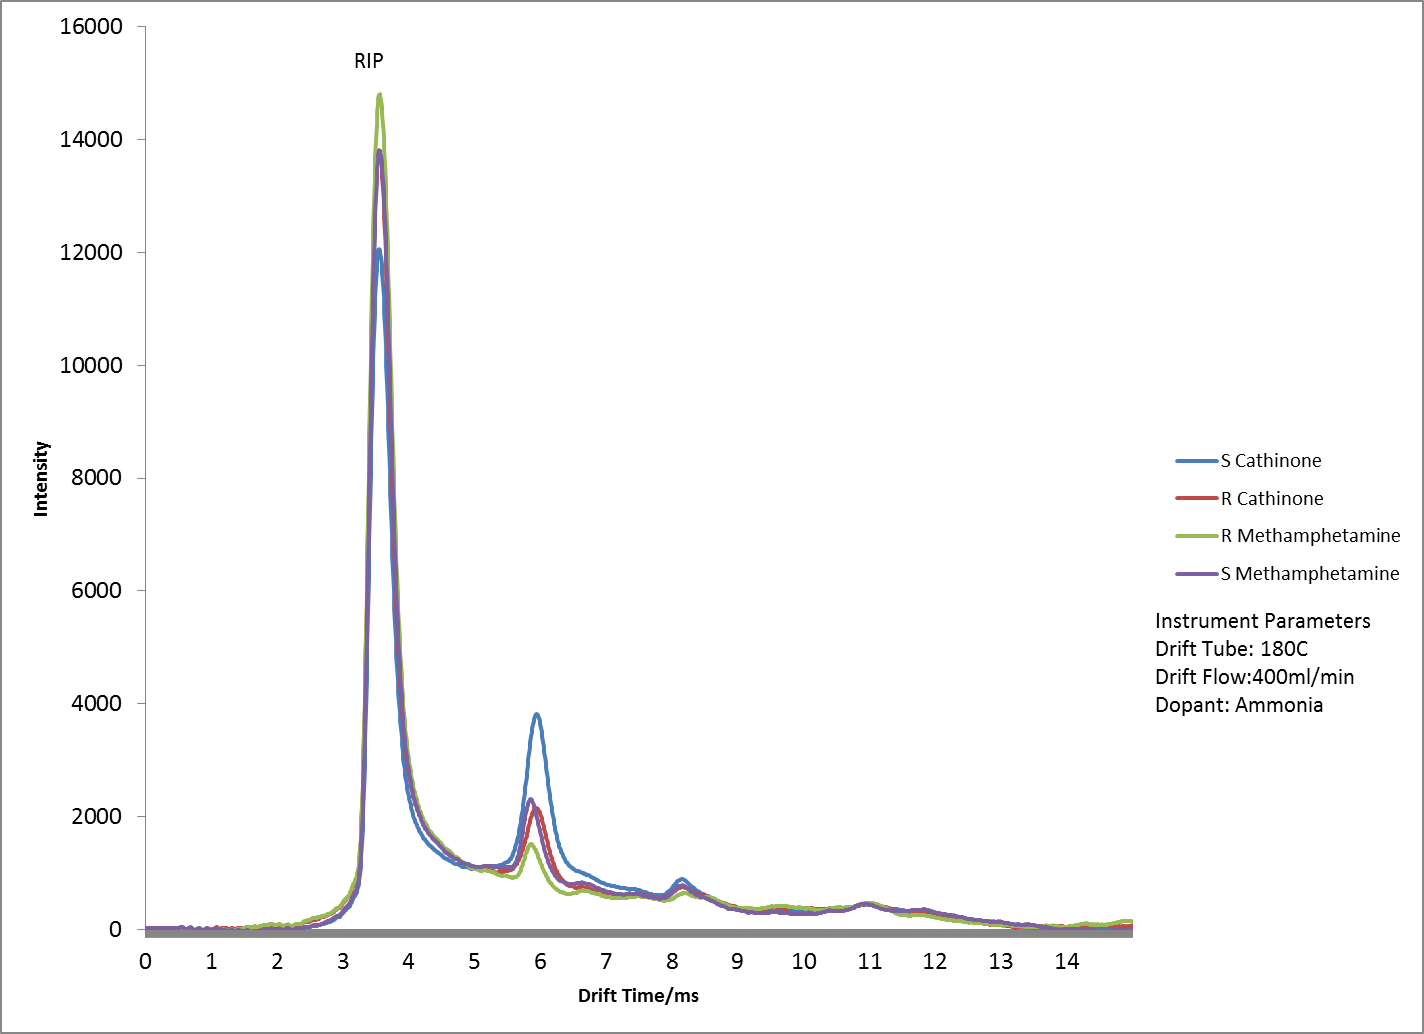 16000
RIP
14000
12000
10000
8000
6000
4000
2000
0
Intensity
0 1 2 3 4 5 6 7 8 9 10 11 12 13 14
Drift Time/ms
S Cathinone
R Cathinone
R Methamphetamine
S Methamphetamine
Instrument Parameters
Drift Tube: 180C
Drift Flow:400ml/min
Dopant: Ammonia